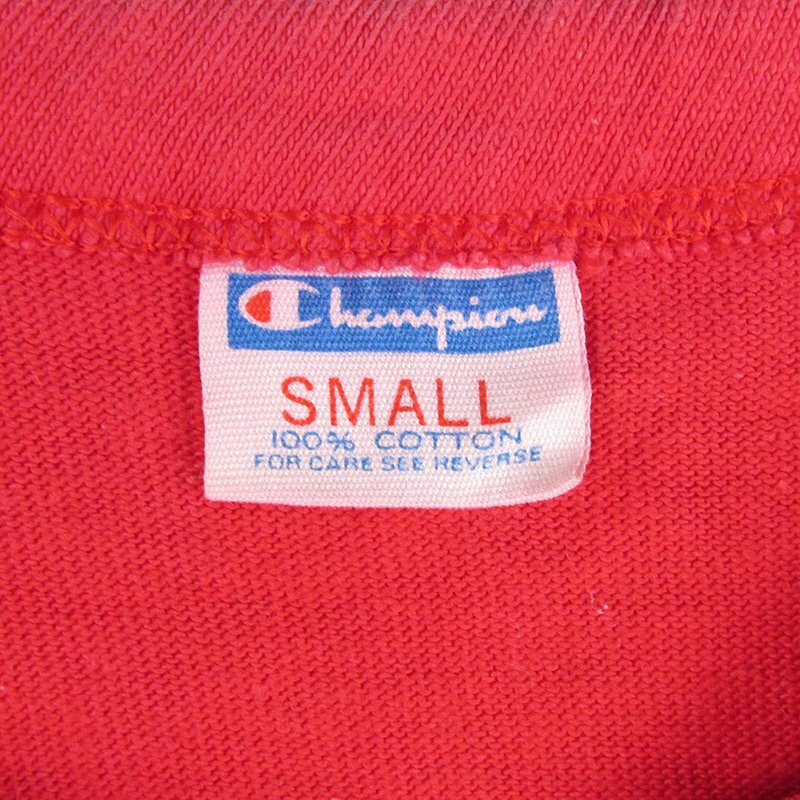 Champion
SMALL
100% COTTON
FOR CARE SEE REVERSE